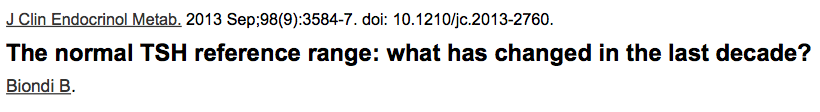 J Clin Endocrinol Metab. 2013 Sep;98(9):3584-7. doi: 10.1210/jc.2013-2760.
The normal TSH reference range: what has changed in the last decade?
Biondi B.